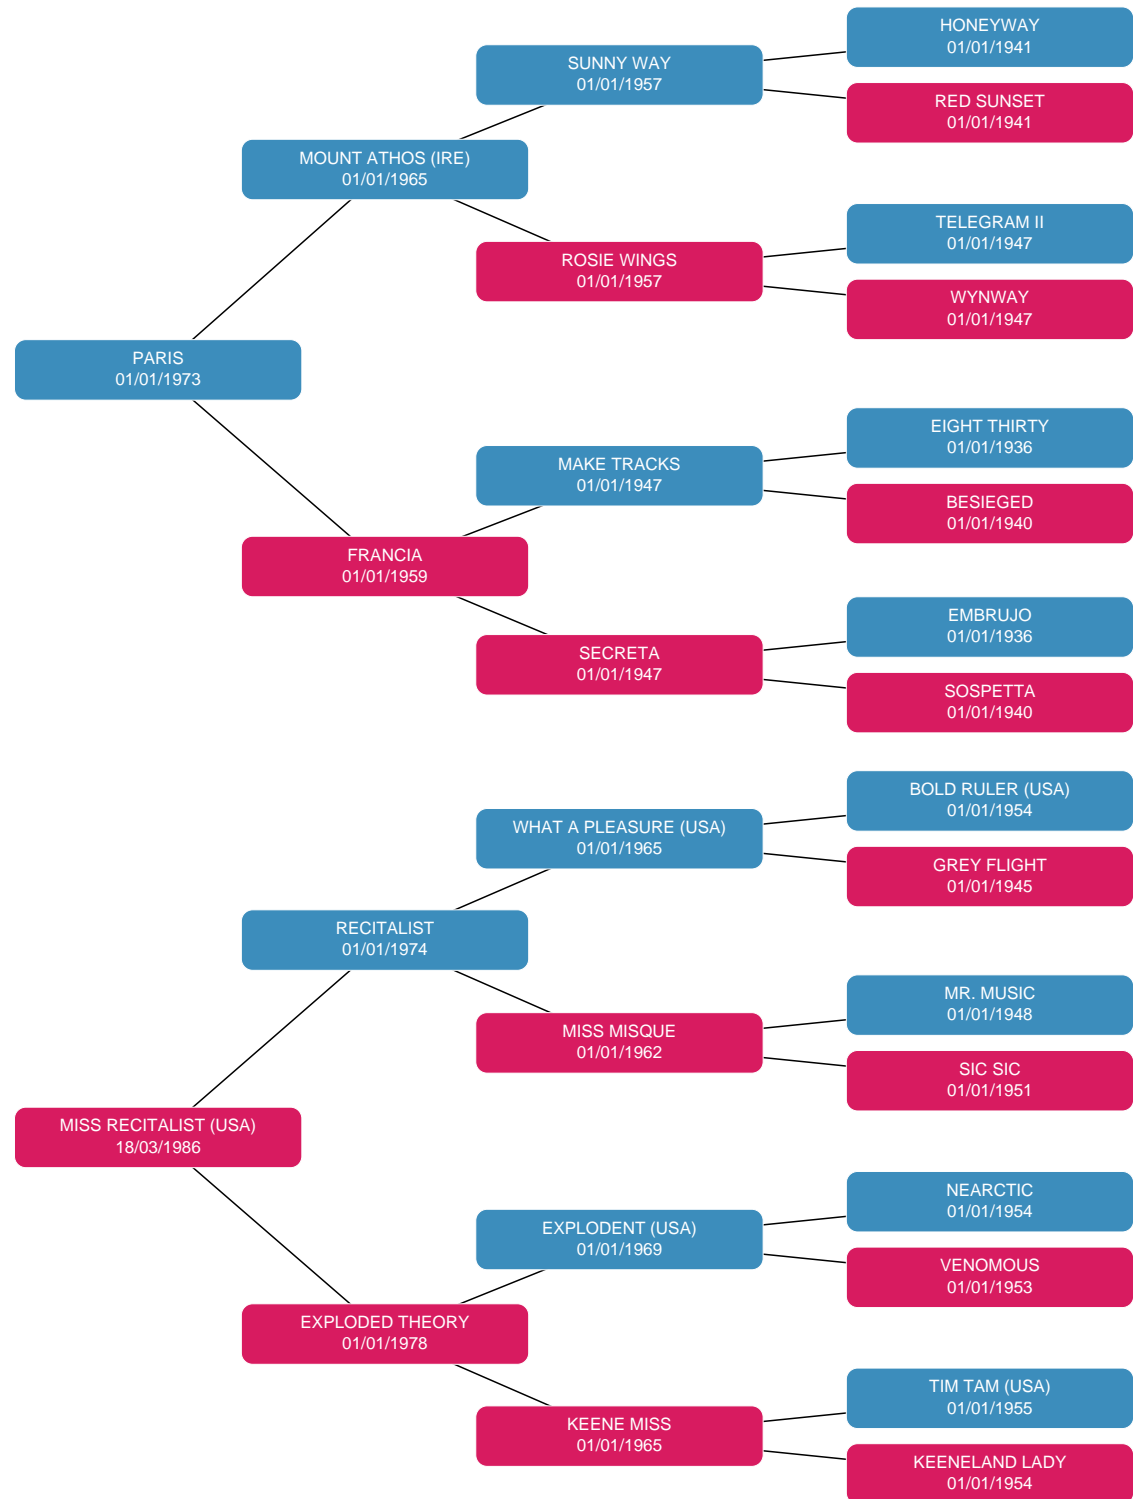 HONEYWAY
01/01/1941
SUNNY WAY
01/01/1957
RED SUNSET
01/01/1941
MOUNT ATHOS (IRE)
01/01/1965
TELEGRAM II
01/01/1947
ROSIE WINGS
01/01/1957
WYNWAY
01/01/1947
PARIS
01/01/1973
EIGHT THIRTY
01/01/1936
MAKE TRACKS
01/01/1947
BESIEGED
01/01/1940
FRANCIA
01/01/1959
EMBRUJO
01/01/1936
SECRETA
01/01/1947
SOSPETTA
01/01/1940
BOLD RULER (USA)
01/01/1954
WHAT A PLEASURE (USA)
01/01/1965
GREY FLIGHT
01/01/1945
RECITALIST
01/01/1974
MR. MUSIC
01/01/1948
MISS MISQUE
01/01/1962
SIC SIC
01/01/1951
MISS RECITALIST (USA)
18/03/1986
NEARCTIC
01/01/1954
EXPLODENT (USA)
01/01/1969
VENOMOUS
01/01/1953
EXPLODED THEORY
01/01/1978
TIM TAM (USA)
01/01/1955
KEENE MISS
01/01/1965
KEENELAND LADY
01/01/1954